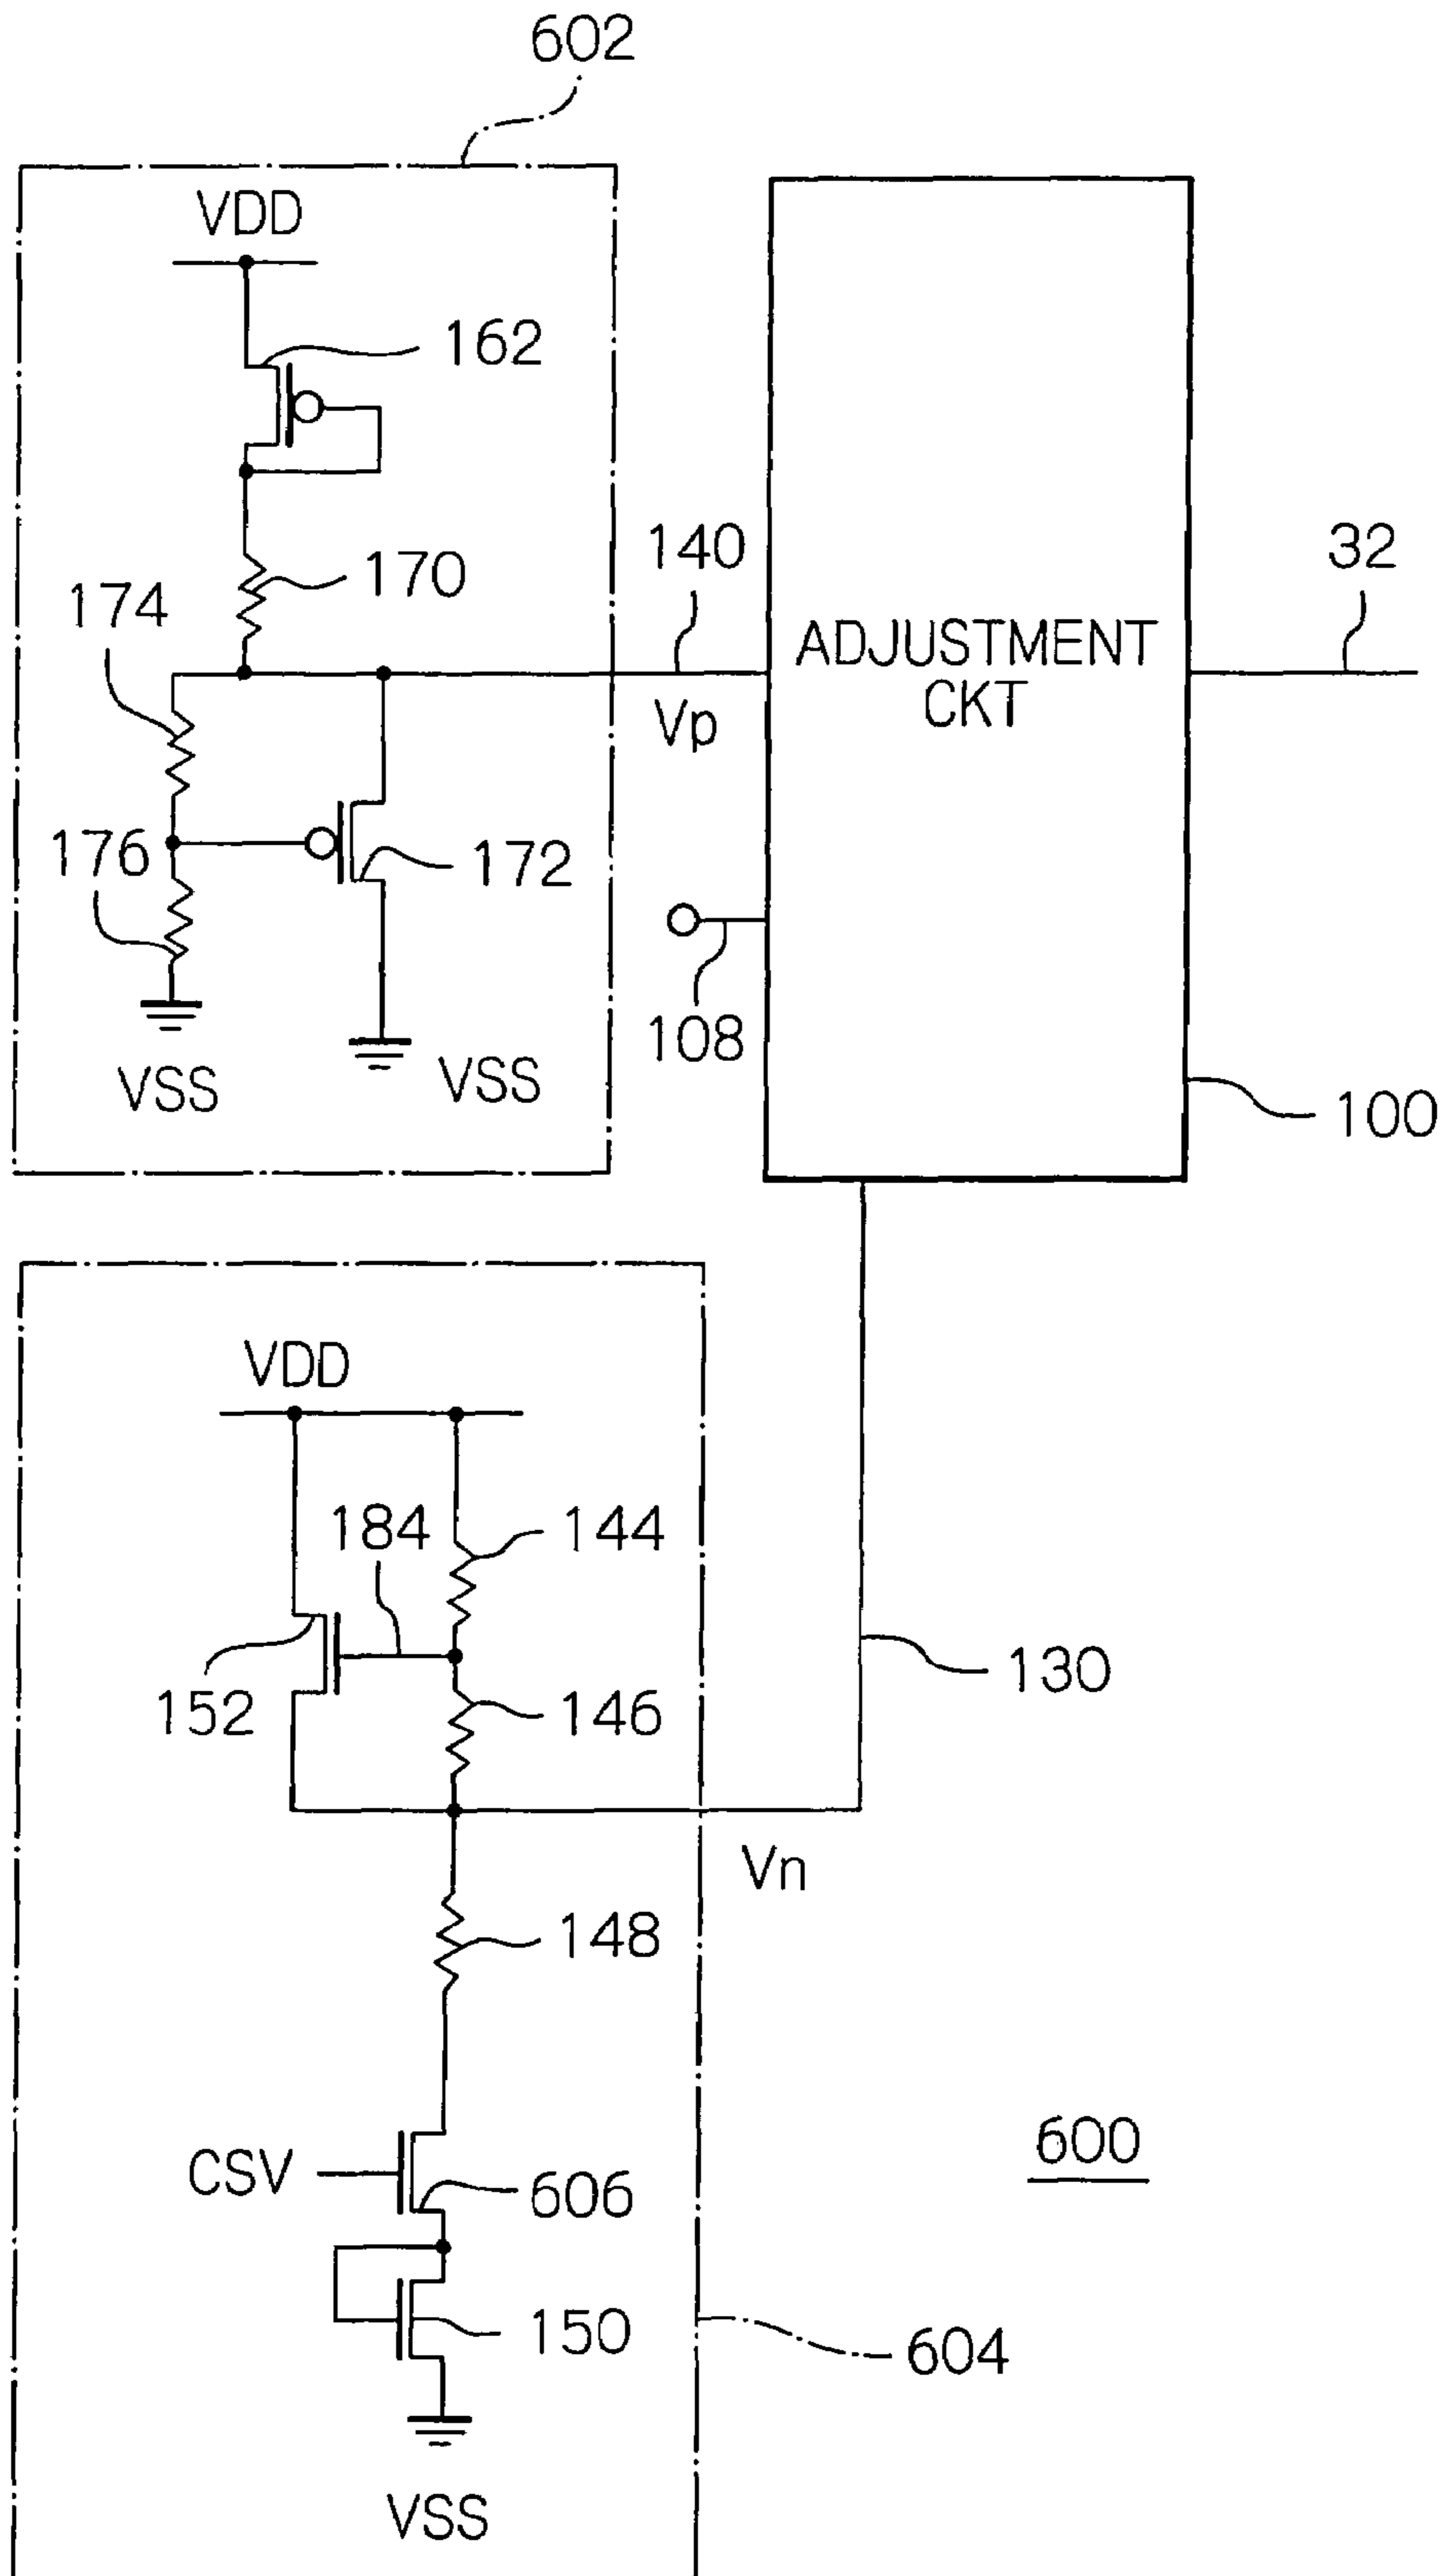 602
VDD
162
140
32
170
174
ADJUSTMENT
CKT
Vp
176
172
108
VSS
VSS
100
VDD
184
144
130
152
146
Vn
148
600
CSV
606
150
604
VSS